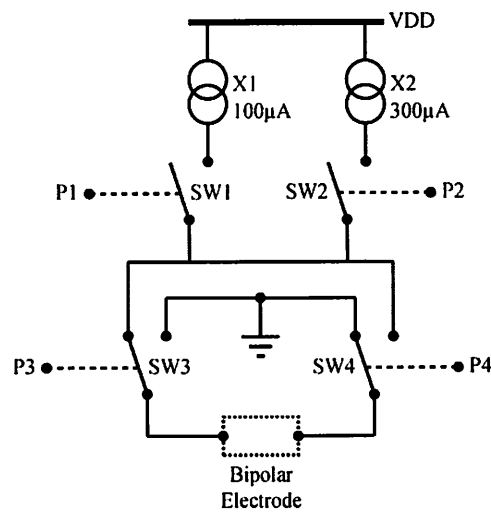 VDD
X1
100µA
X2
300µA
P1
SW1
SW2
P2
P3
SW3
SW4
P4
Bipolar
Electrode